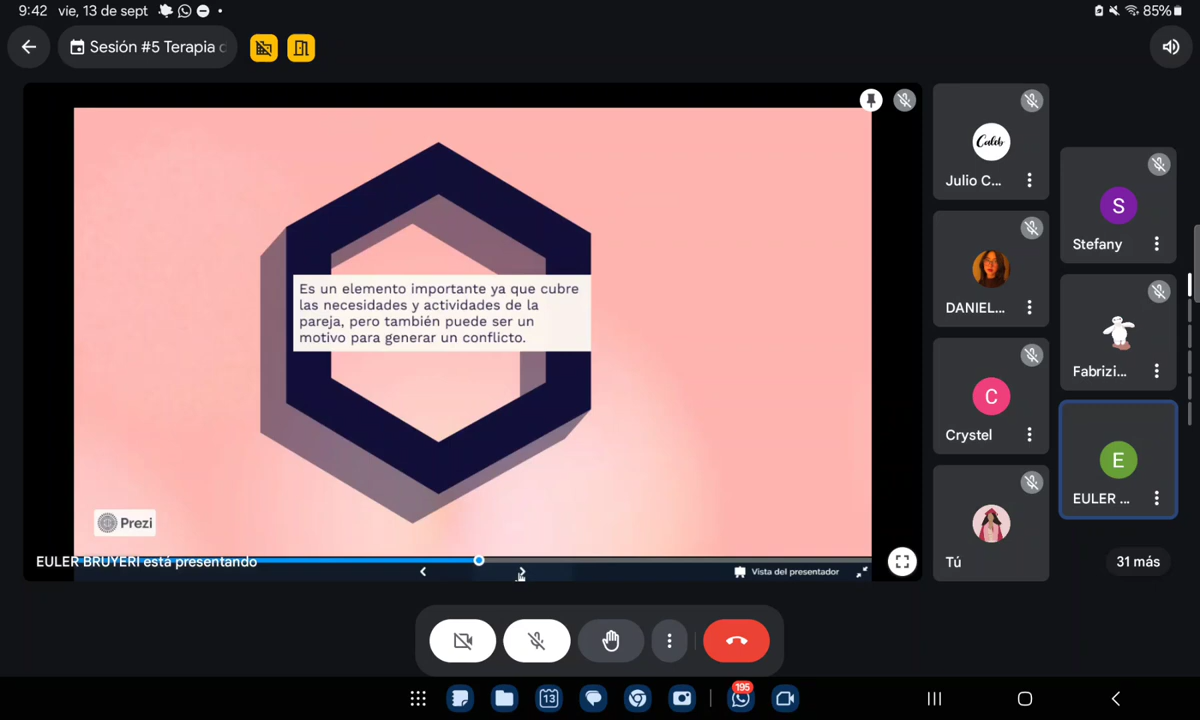 9:42 vie, 13 de sept
85%
Sesión #5 Terapia
Es un elemento importante ya que cubre
las necesidades y actividades de la
pareja, pero también puede ser un
motivo para generar un conflicto.
Prezi
EULER BRUYERI está presentando
Vista del presentador
Caleb
Julio C...
DANIEL...
C
Crystel
Tú
S
Stefany
Fabrizi...
E
EULER ...
31 más
13
195